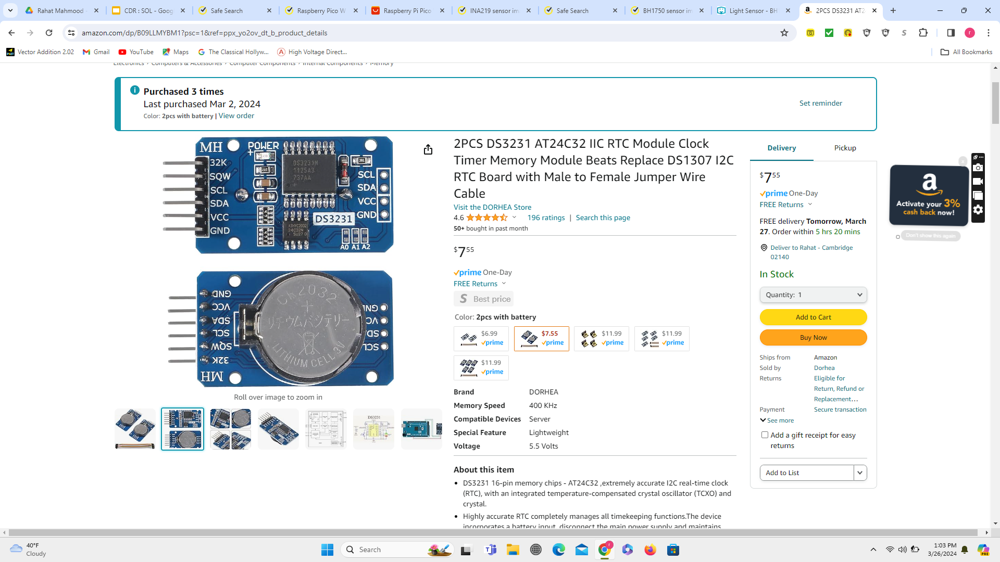 Rahat Mahmood -
CDR : SOL - Goog
Safe Search
Raspberry Pico W
Raspberry Pi Pico
INA219 sensor im
Safe Search
BH1750 sensor im
Light Sensor - BH
2PCS DS3231 AT24
amazon.com/dp/B09LLMYBM1?psc=1&ref=ppx_yo2ov_dt_b_product_details
Vector Addition 2.02
Gmail
YouTube
Maps
The Classical Hollyw...
High Voltage Direct...
All Bookmarks
Electronics › Computers & Accessories › Computer Components › Internal Components › Memory
Purchased 3 times
Last purchased Mar 2, 2024
Color: 2pcs with battery | View order
Set reminder
MH
POWER
+
32K
SQW
SCL
SDA
VCC
GND
102
DS3231M
1125A3
737AA
102
SCL
SDA
VCC
GND
DS3231
ATHYC2032
24C32N
SU27 D
A0 A1 A2
GND
VCC
SDA
SCL
SQW
32K
MH
CR2032
+
リチウムバッテリー
LITHIUM CELL 3V
GND
VC
SD
SCL
Roll over image to zoom in
DS3231
2PCS DS3231 AT24C32 IIC RTC Module Clock
Timer Memory Module Beats Replace DS1307 I2C
RTC Board with Male to Female Jumper Wire
Cable
Visit the DORHEA Store
4.6
196 ratings | Search this page
50+ bought in past month
$7 55
prime One-Day
FREE Returns
S Best price
Color: 2pcs with battery
$6.99
prime
$7.55
prime
$11.99
prime
$11.99
prime
$11.99
prime
Brand DORHEA
Memory Speed 400 KHz
Compatible Devices Server
Special Feature Lightweight
Voltage 5.5 Volts
About this item
• DS3231 16-pin memory chips - AT24C32 ,extremely accurate I2C real-time clock
(RTC), with an integrated temperature-compensated crystal oscillator (TCXO) and
crystal.
• Highly accurate RTC completely manages all timekeeping functions.The device
incorporates a battery input, disconnect the main power supply and maintains
Delivery
Pickup
$7 55
prime One-Day
FREE Returns
FREE delivery Tomorrow, March
27. Order within 5 hrs 20 mins
Deliver to Rahat - Cambridge
02140
In Stock
Quantity: 1
Add to Cart
Buy Now
Ships from Amazon
Sold by Dorhea
Returns Eligible for
Return, Refund or
Replacement…
Payment Secure transaction
See more
Add a gift receipt for easy
returns
Add to List
a
Activate your 3%
cash back now!
Don't show this again
40°F
Cloudy
Search
1:03 PM
3/26/2024